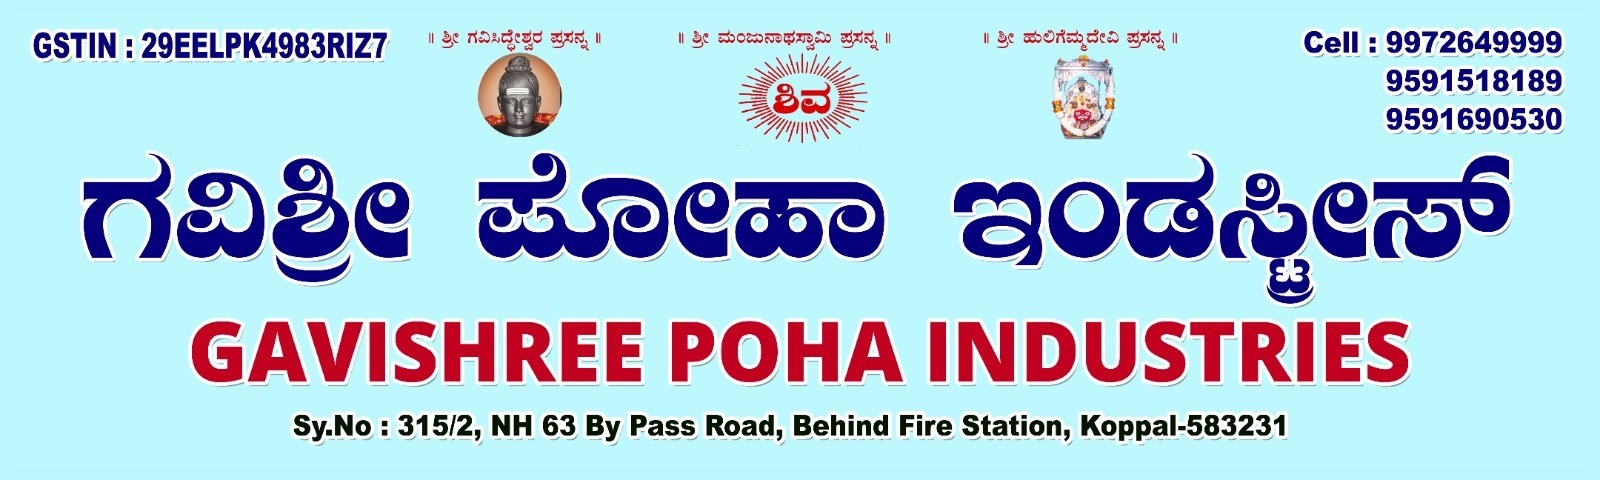 GSTIN : 29EELPK4983RIZ7
॥ ಶ್ರೀ ಗವಿಸಿದ್ಧೇಶ್ವರ ಪ್ರಸನ್ನ ॥
॥ ಶ್ರೀ ಮಂಜುನಾಥಸ್ವಾಮಿ ಪ್ರಸನ್ನ ॥
॥ ಶ್ರೀ ಹುಲಿಗೆಮ್ಮದೇವಿ ಪ್ರಸನ್ನ ॥
ಶಿವ
Cell : 9972649999
9591518189
9591690530
ಗವಿಶ್ರೀ ಪೋಹಾ ಇಂಡಸ್ಟ್ರೀಸ್
GAVISHREE POHA INDUSTRIES
Sy.No : 315/2, NH 63 By Pass Road, Behind Fire Station, Koppal-583231